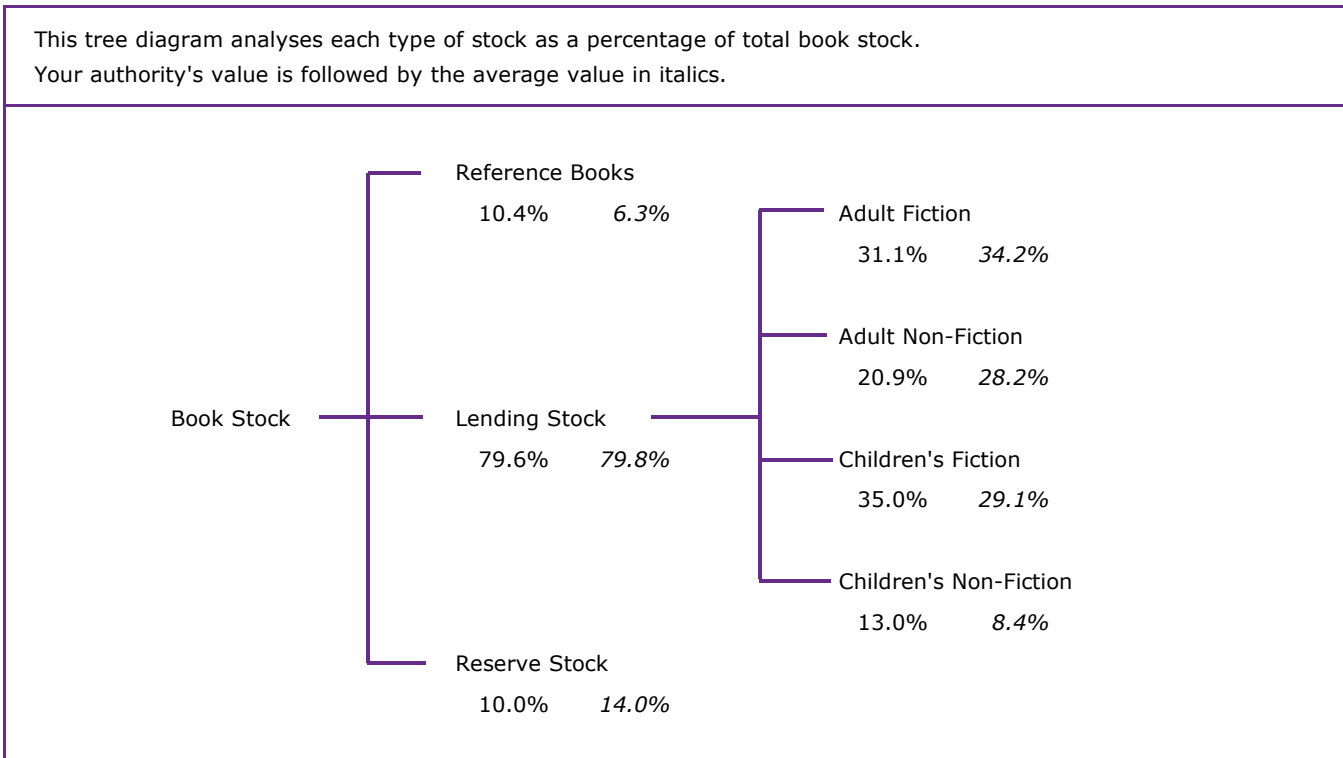 This tree diagram analyses each type of stock as a percentage of total book stock.
Your authority's value is followed by the average value in italics.
Reference Books
10.4% 6.3%
Adult Fiction
31.1% 34.2%
Adult Non-Fiction
20.9% 28.2%
Book Stock
Lending Stock
79.6% 79.8%
Children's Fiction
35.0% 29.1%
Children's Non-Fiction
13.0% 8.4%
Reserve Stock
10.0% 14.0%